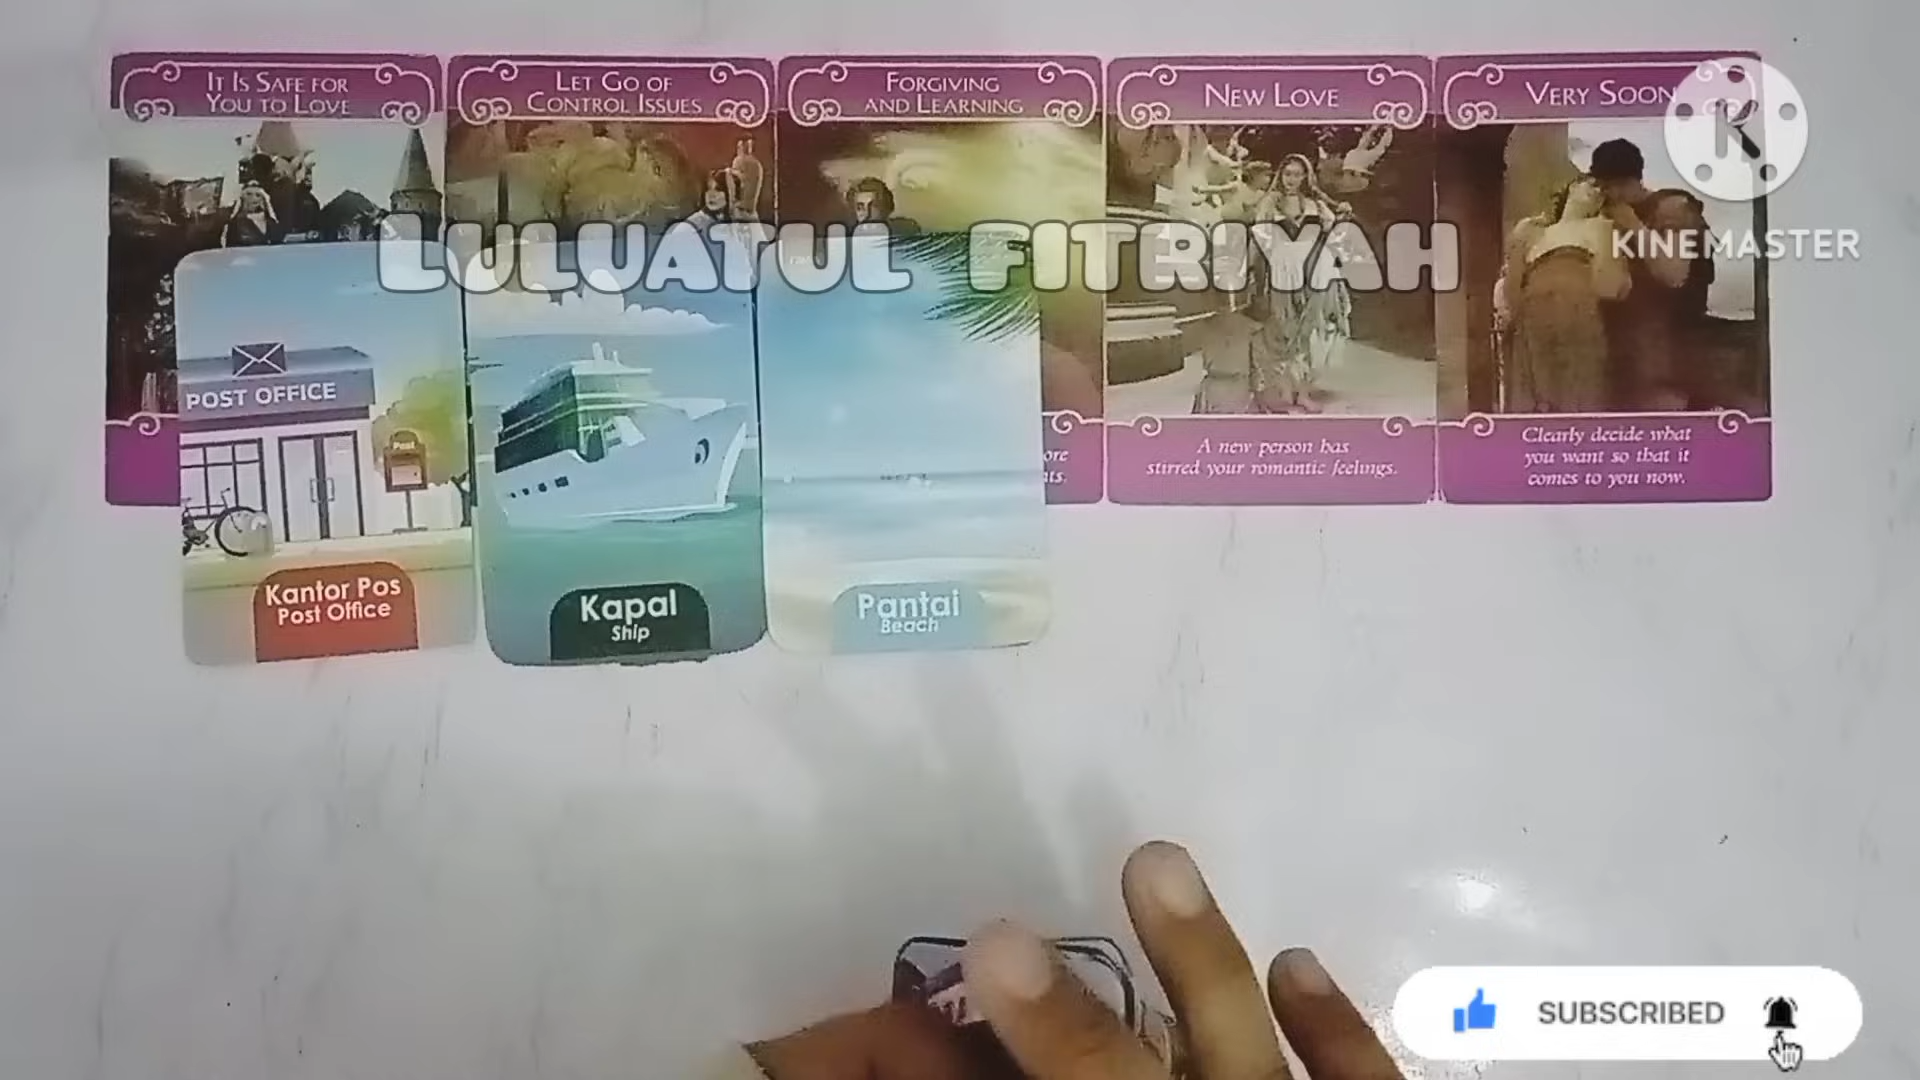 IT IS SAFE FOR
YOU TO LOVE
LET GO OF
CONTROL ISSUES
FORGIVING
AND LEARNING
NEW LOVE
VERY SOON
KINEMASTER
LULUATUL FITRIYAH
POST OFFICE
Post
Kantor Pos
Post Office
Kapal
Ship
Pantai
Beach
A new person has
stirred your romantic feelings.
Clearly decide what
you want so that it
comes to you now.
SUBSCRIBED